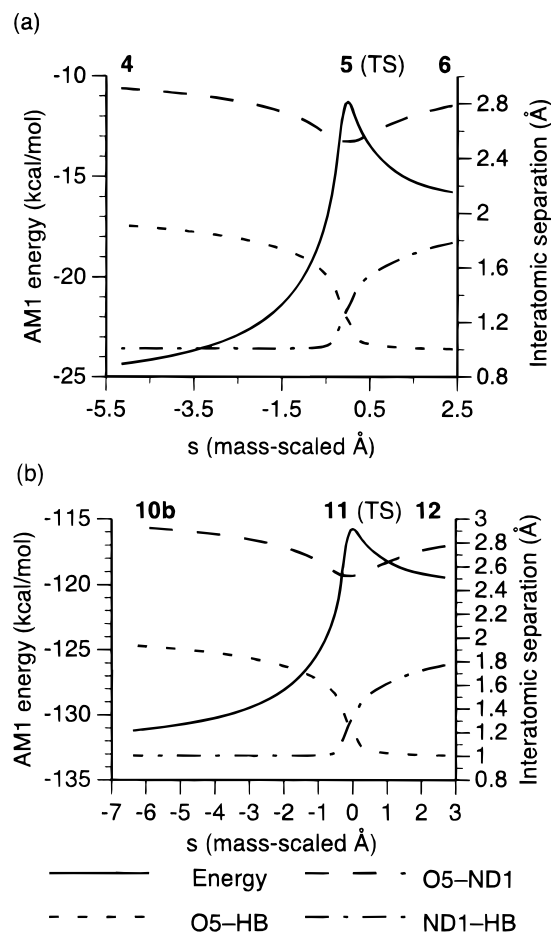 (a)
4 5 (TS) 6
-10
-15
-20
-25
AM1 energy (kcal/mol)
2.8
2.4
2
1.6
1.2
0.8
Interatomic separation (Å)
-5.5 -3.5 -1.5 0.5 2.5
s (mass-scaled Å)
(b)
10b 11 (TS) 12
-115
-120
-125
-130
-135
AM1 energy (kcal/mol)
3
2.8
2.6
2.4
2.2
2
1.8
1.6
1.4
1.2
1
0.8
Interatomic separation (Å)
-7 -6 -5 -4 -3 -2 -1 0 1 2 3
s (mass-scaled Å)
Energy O5–ND1
O5–HB ND1–HB